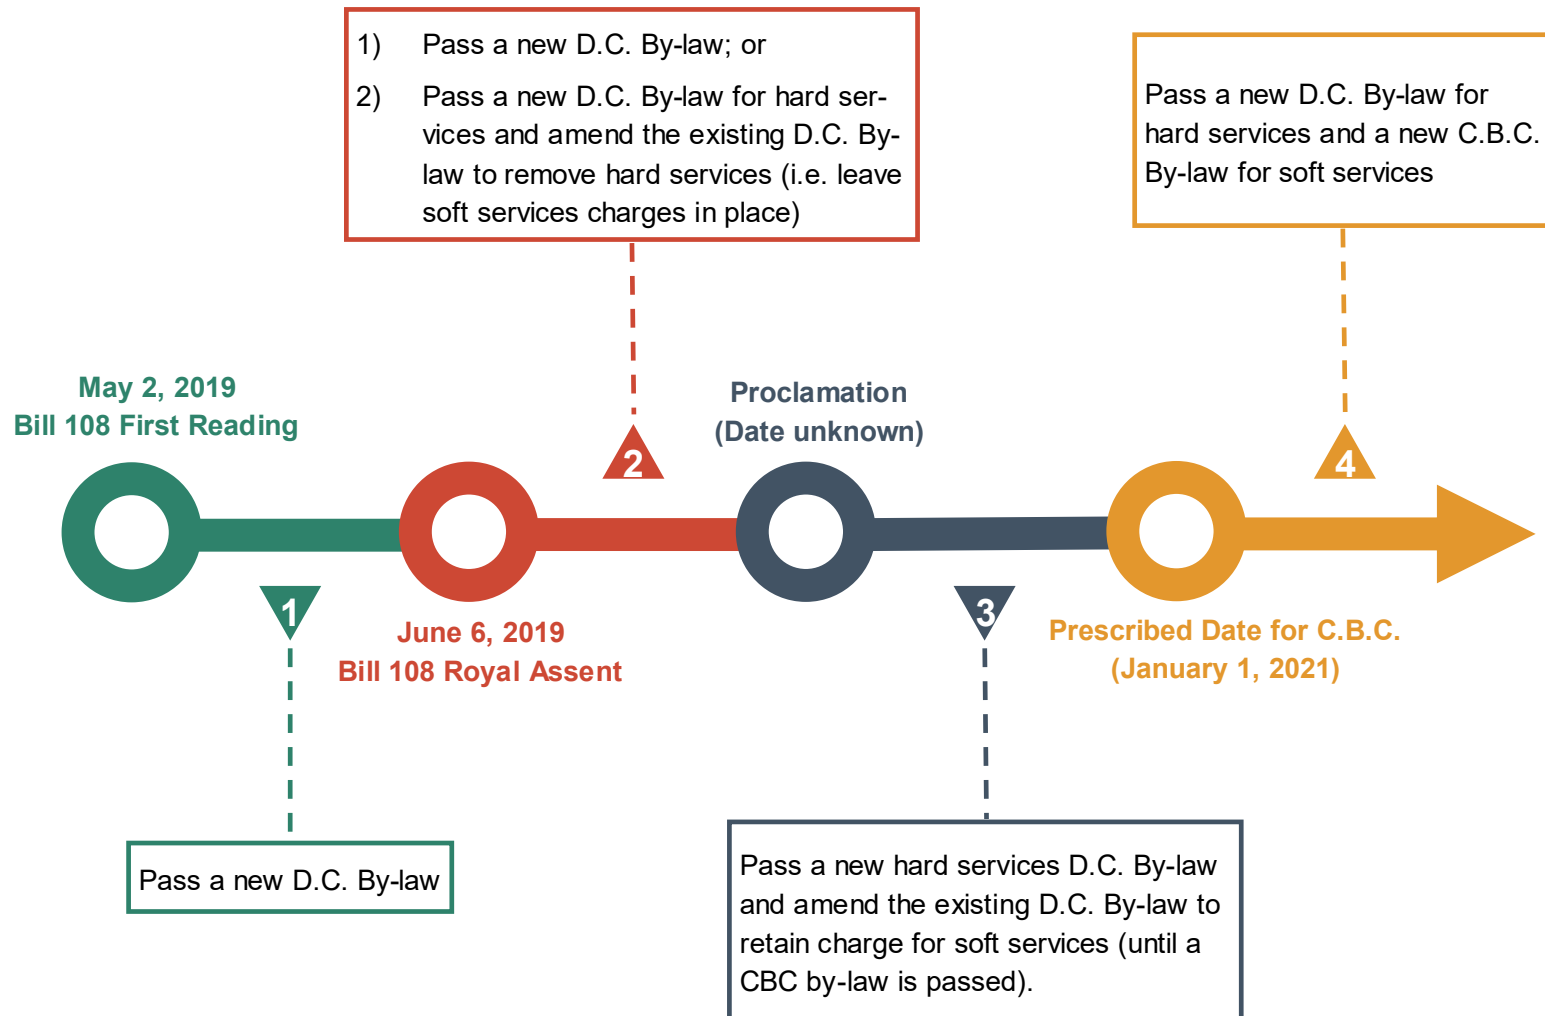 1) Pass a new D.C. By-law; or
2) Pass a new D.C. By-law for hard ser-
vices and amend the existing D.C. By-
law to remove hard services (i.e. leave
soft services charges in place)
Pass a new D.C. By-law for
hard services and a new C.B.C.
By-law for soft services
May 2, 2019
Bill 108 First Reading
Proclamation
(Date unknown)
2
4
1
3
June 6, 2019
Bill 108 Royal Assent
Prescribed Date for C.B.C.
(January 1, 2021)
Pass a new D.C. By-law
Pass a new hard services D.C. By-law
and amend the existing D.C. By-law to
retain charge for soft services (until a
CBC by-law is passed).